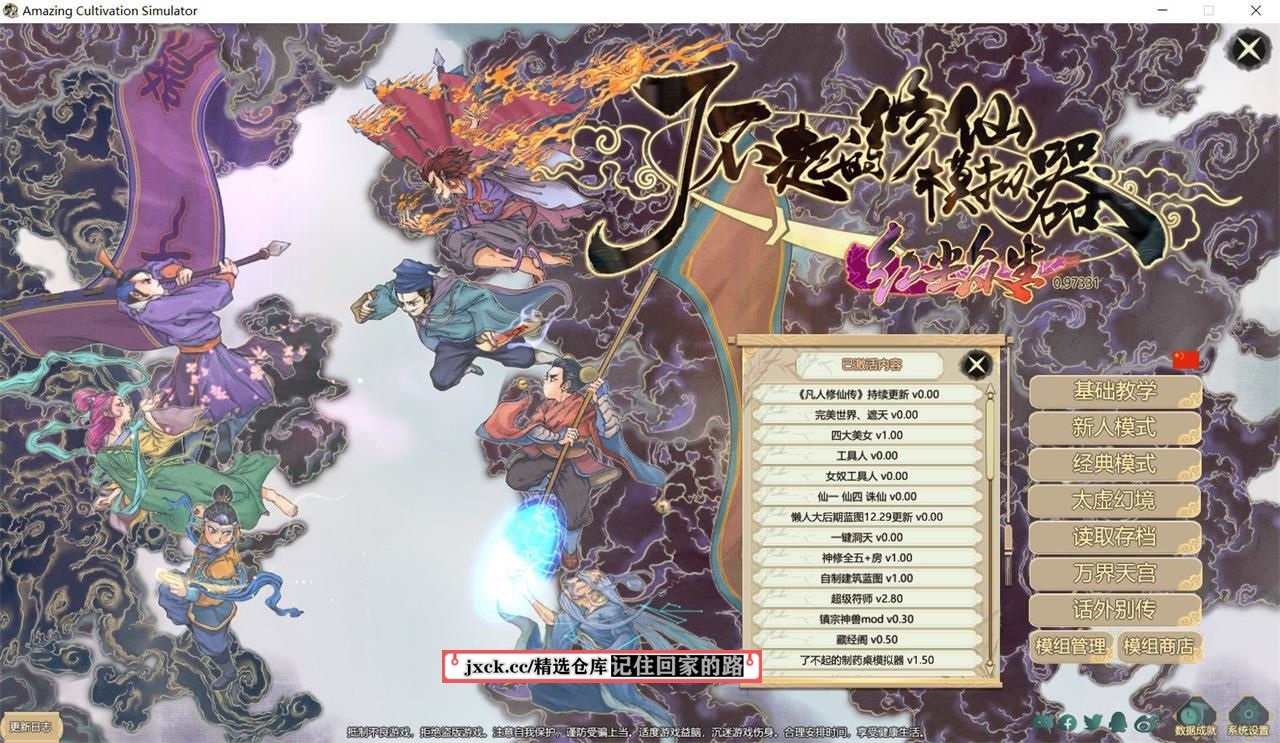 Amazing Cultivation Simulator
了不起的修仙模拟器
红尘众生
0.97331
已激活内容
《凡人修仙传》持续更新 v0.00
完美世界、遮天 v0.00
四大美女 v1.00
工具人 v0.00
女奴工具人 v0.00
仙一 仙四 诛仙 v0.00
懒人大后期蓝图12.29更新 v0.00
一键洞天 v0.00
神修全五+房 v1.00
自制建筑蓝图 v1.00
超级符师 v2.80
镇宗神兽mod v0.30
藏经阁 v0.50
了不起的制药桌模拟器 v1.50
基础教学
新人模式
经典模式
太虚幻境
读取存档
万界天宫
话外别传
模组管理 模组商店
jxck.cc/精选仓库 记住回家的路
更新日志
抵制不良游戏，拒绝盗版游戏。注意自我保护，谨防受骗上当。适度游戏益脑，沉迷游戏伤身。合理安排时间，享受健康生活。
数据成就 系统设置